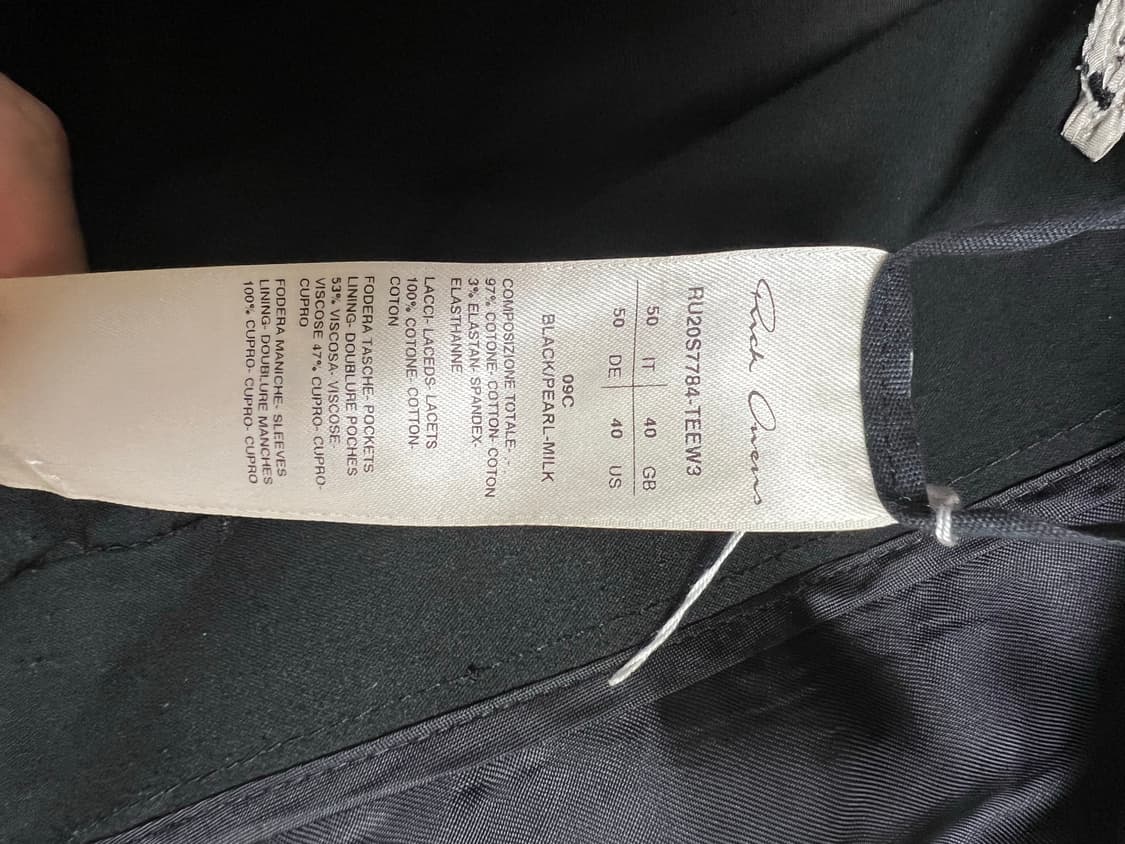 Rick Owens
RU20S7784-TEEW3
50 IT 40 GB
50 DE 40 US
09C
BLACK/PEARL-MILK
COMPOSIZIONE TOTALE- -.
97% COTONE- COTTON- COTON
3% ELASTAN- SPANDEX-
ELASTHANNE
LACCI- LACEDS- LACETS
100% COTONE- COTTON-
COTON
FODERA TASCHE- POCKETS
LINING- DOUBLURE POCHES
53% VISCOSA- VISCOSE-
VISCOSE 47% CUPRO- CUPRO-
CUPRO
FODERA MANICHE- SLEEVES
LINING- DOUBLURE MANCHES
100% CUPRO- CUPRO- CUPRO